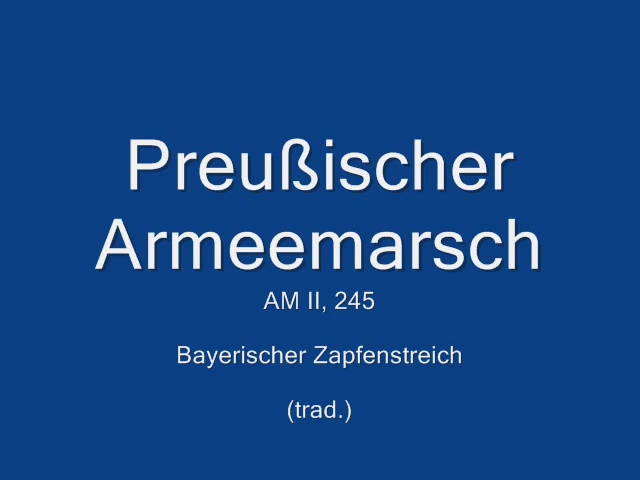 Preußischer
Armeemarsch
AM II, 245
Bayerischer Zapfenstreich
(trad.)